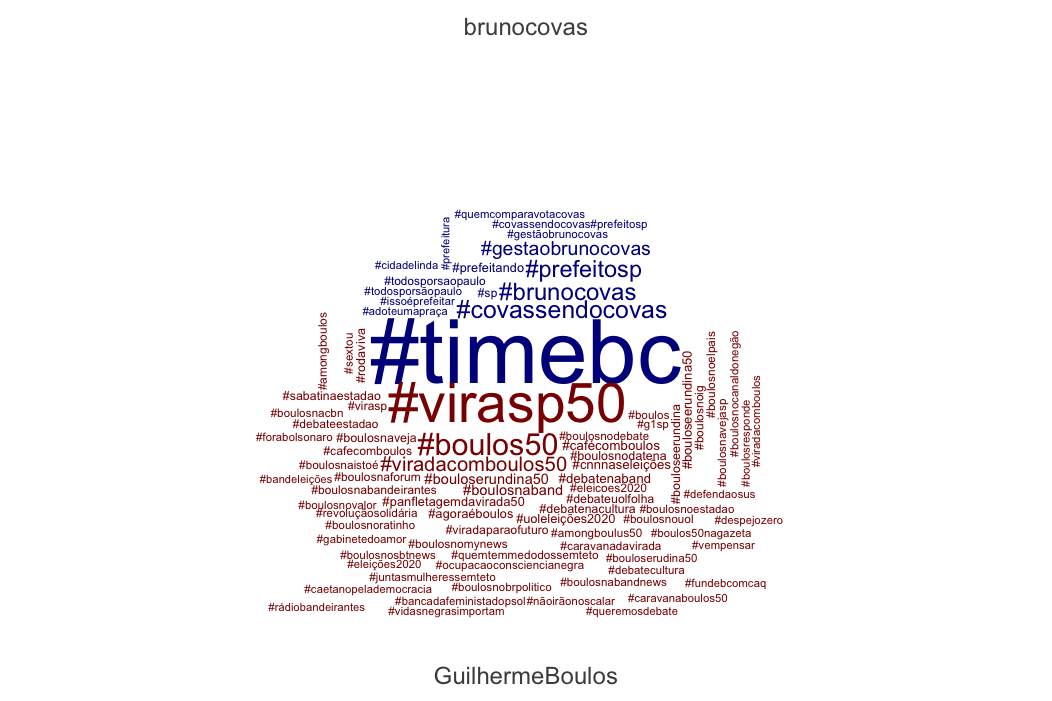 brunocovas
#quemcomparavotacovas
#covassendocovas#prefeitosp
#prefeitura
#gestãobrunocovas
#gestaobrunocovas
#cidadelinda
#prefeitando
#prefeitosp
#todosporsaopaulo
#todosporsãopaulo
#sp
#brunocovas
#issoéprefeitar
#adoteumapraça
#covassendocovas
#timebc
#amongboulos
#sextou
#rodaviva
#virasp50
#sabatinaestadao
#virasp
#boulosnacbn
#debateestadao
#boulos
#g1sp
#forabolsonaro
#boulosnaveja
#boulos50
#boulosnodebate
#cafecomboulos
#cafécomboulos
#boulosnodatena
#boulosnaistoé
#viradacomboulos50
#cnnnaseleições
#bouloseerundina
#bouloseerundina50
#boulosnoig
#boulosnoelpais
#boulosnavejasp
#boulosnocanaldonegão
#boulosresponde
#viradacomboulos
#bandeleições
#boulosnaforum
#bouloserundina50
#debatenaband
#boulosnabandeirantes
#boulosnaband
#eleicoes2020
#debateuolfolha
#defendaosus
#boulosnovalor
#panfletagemdavirada50
#debatenacultura
#boulosnoestadao
#revoluçãosolidária
#agoraéboulos
#uoleleições2020
#boulosnouol
#despejozero
#boulosnoratinho
#viradaparaofuturo
#amongboulus50
#boulos50nagazeta
#gabinetedoamor
#boulosnomynews
#caravanadavirada
#vempensar
#boulosnosbtnews
#quemtemmedodossemteto
#bouloserudina50
#eleições2020
#ocupacaoconsciencianegra
#debatecultura
#juntasmulheressemteto
#boulosnabandnews
#fundebcomcaq
#caetanopelademocracia
#boulosnobrpolitico
#caravanaboulos50
#rádiobandeirantes
#bancadafeministadopsol
#nãoirãonoscalar
#vidasnegrasimportam
#queremosdebate
GuilhermeBoulos